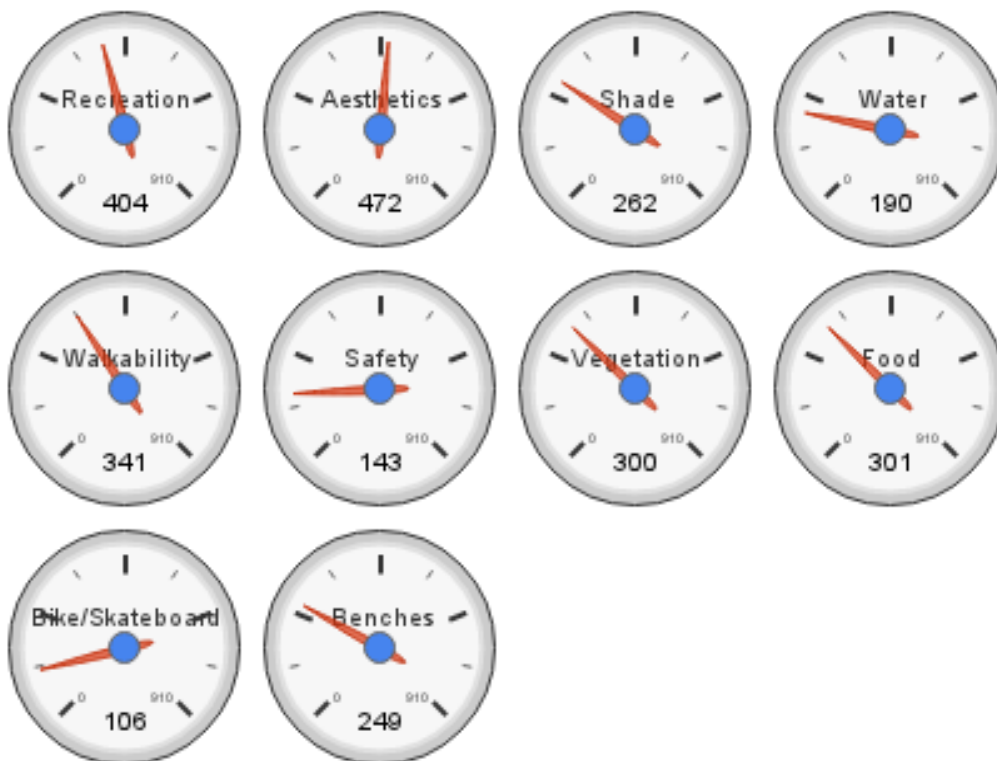 Recreation
0 910
404
Aesthetics
0 910
472
Shade
0 910
262
Water
0 910
190
Walkability
0 910
341
Safety
0 910
143
Vegetation
0 910
300
Food
0 910
301
Bike/Skateboard
0 910
106
Benches
0 910
249